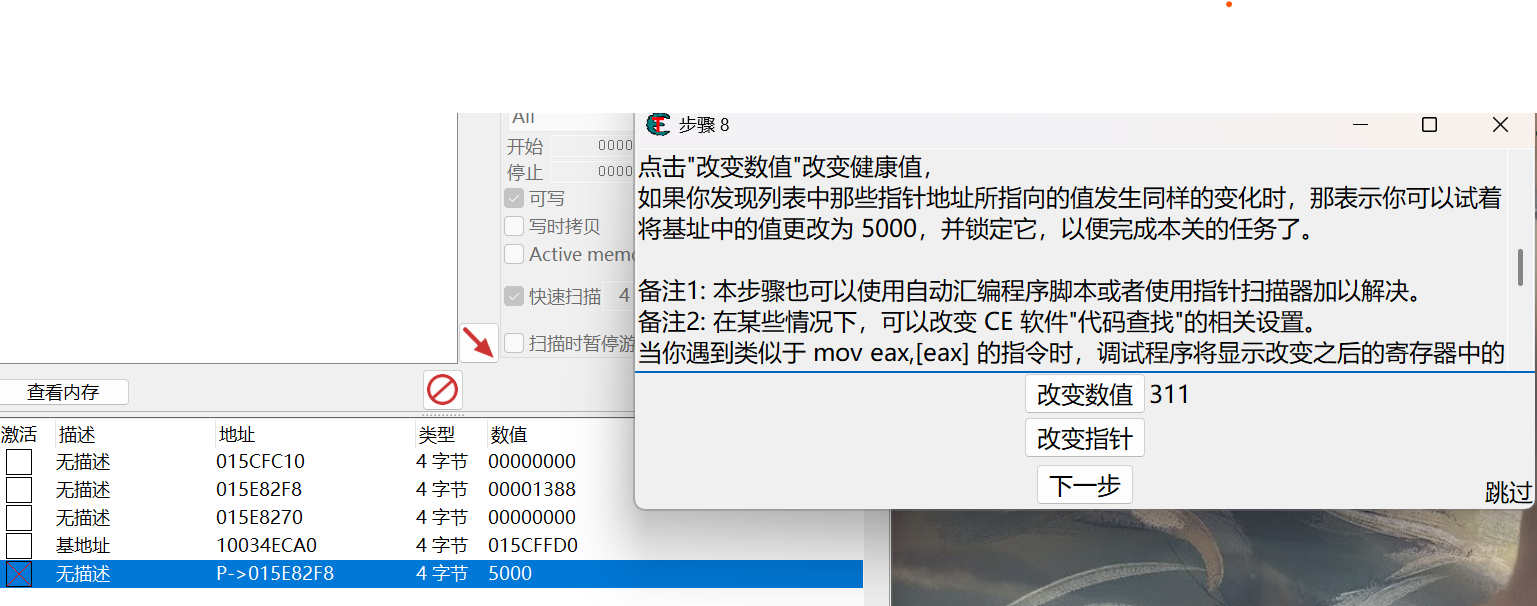 All
步骤 8
开始 0000
停止 0000
可写
写时拷贝
Active memo
快速扫描 4
扫描时暂停游
点击"改变数值"改变健康值，
如果你发现列表中那些指针地址所指向的值发生同样的变化时，那表示你可以试着
将基址中的值更改为 5000，并锁定它，以便完成本关的任务了。
备注1: 本步骤也可以使用自动汇编程序脚本或者使用指针扫描器加以解决。
备注2: 在某些情况下，可以改变 CE 软件"代码查找"的相关设置。
当你遇到类似于 mov eax,[eax] 的指令时，调试程序将显示改变之后的寄存器中的
改变数值 311
改变指针
下一步
跳过
查看内存
激活 描述 地址 类型 数值
无描述 015CFC10 4 字节 00000000
无描述 015E82F8 4 字节 00001388
无描述 015E8270 4 字节 00000000
基地址 10034ECA0 4 字节 015CFFD0
无描述 P->015E82F8 4 字节 5000